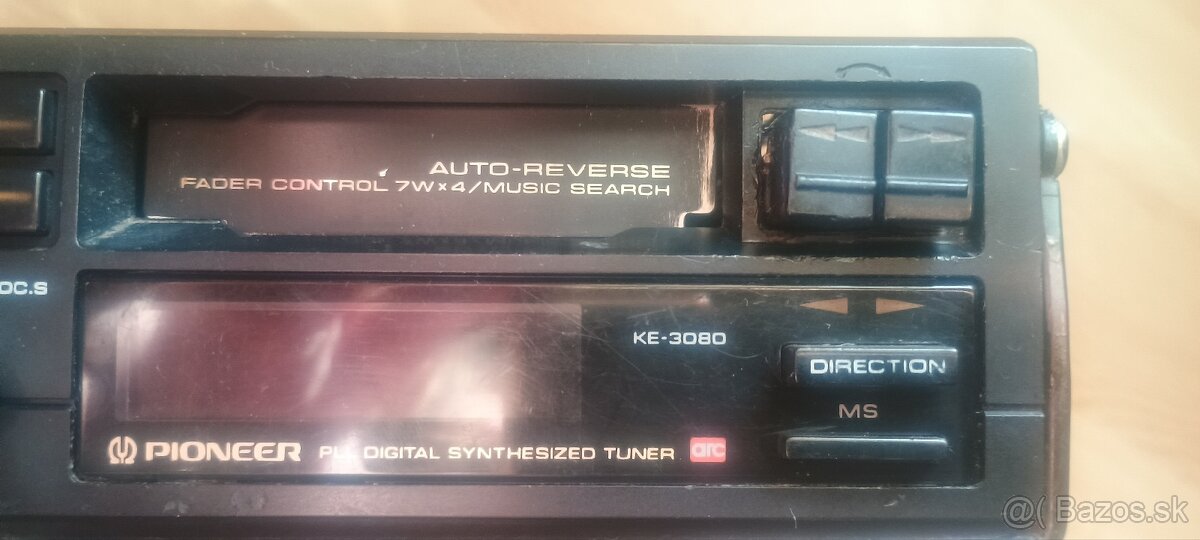 AUTO-REVERSE
FADER CONTROL 7W×4/MUSIC SEARCH
OC.S
KE-3080
DIRECTION
MS
PIONEER PLL DIGITAL SYNTHESIZED TUNER arc
@( Bazos.sk